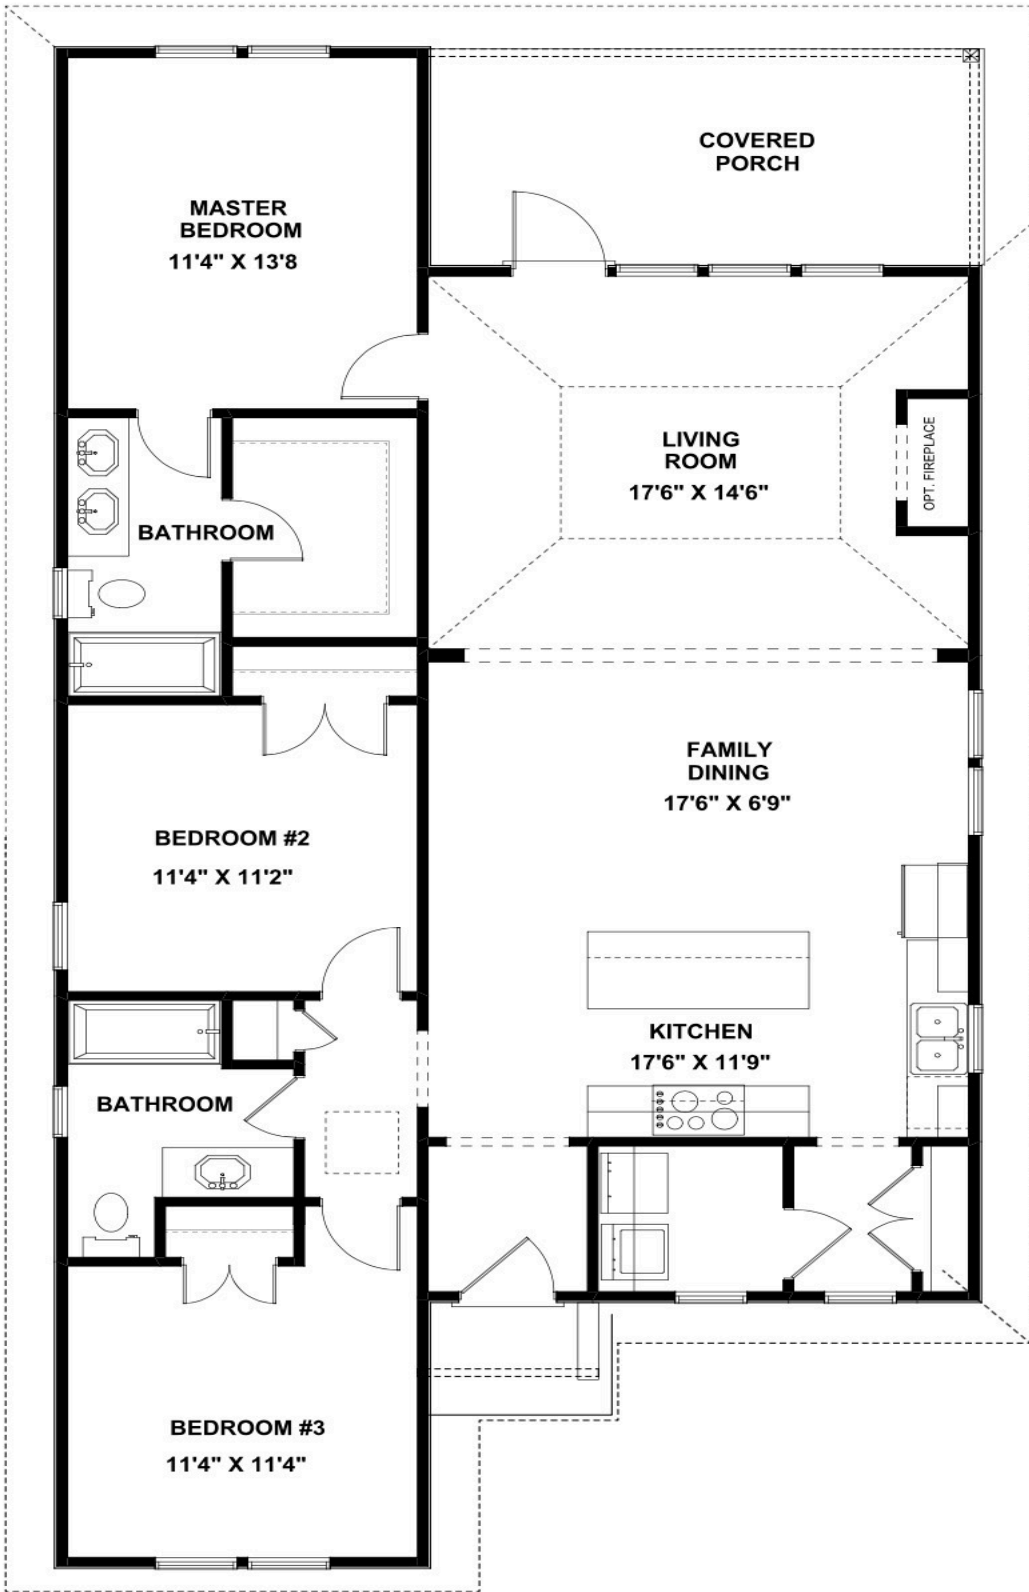 COVERED
PORCH
MASTER
BEDROOM
11'4" X 13'8
LIVING
ROOM
17'6" X 14'6"
OPT. FIREPLACE
BATHROOM
FAMILY
DINING
17'6" X 6'9"
BEDROOM #2
11'4" X 11'2"
KITCHEN
17'6" X 11'9"
BATHROOM
BEDROOM #3
11'4" X 11'4"